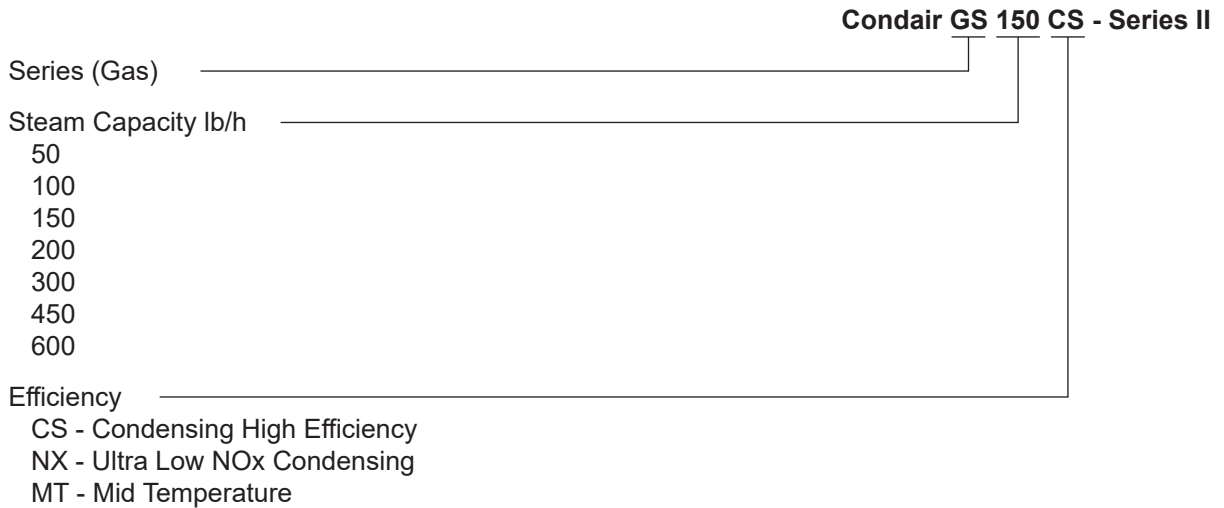 Condair GS 150 CS - Series II
Series (Gas)
Steam Capacity lb/h
50
100
150
200
300
450
600
Efficiency
CS - Condensing High Efficiency
NX - Ultra Low NOx Condensing
MT - Mid Temperature